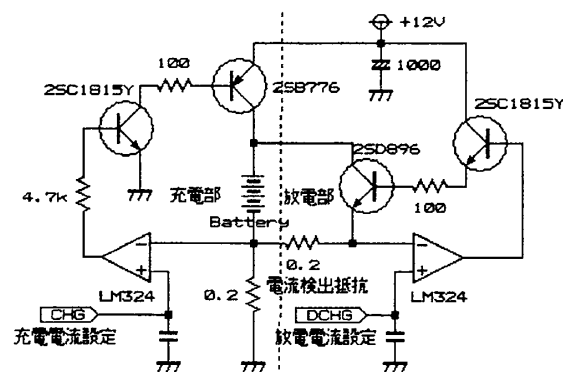 +12V
100
2SC1815Y
2SB776
1000
2SC1815Y
2SD896
4.7k
充電部
放電部
Battery
100
-
+
LM324
0.2
0.2
電流検出抵抗
-
+
LM324
CHG
充電電流設定
DCHG
放電電流設定